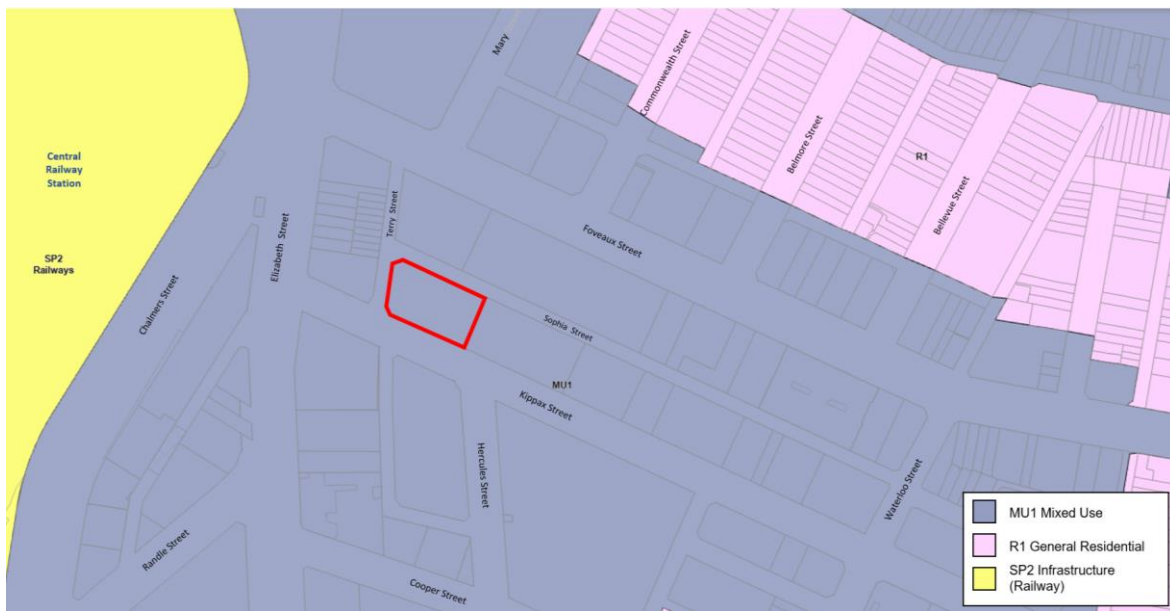 Mary
Commonwealth Street
Central
Railway
Station
Belmore Street
R1
Terry Street
Bellevue Street
Elizabeth Street
Foveaux Street
SP2
Railways
Chalmers Street
Sophia Street
MU1
Kippax Street
Hercules Street
Waterloo Street
Randle Street
Cooper Street
MU1 Mixed Use
R1 General Residential
SP2 Infrastructure
(Railway)